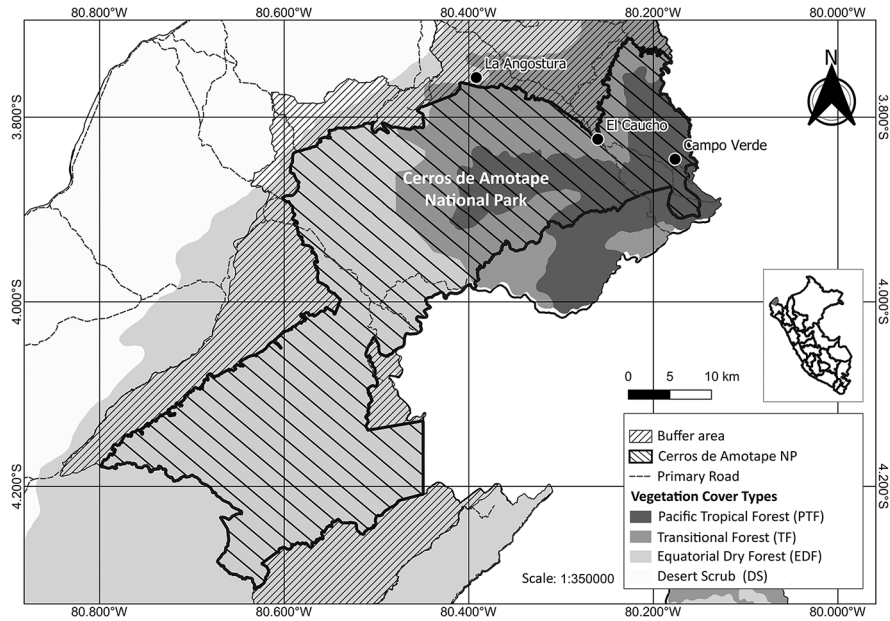 80.800°W 80.600°W 80.400°W 80.200°W 80.000°W
La Angostura
N
3.800°S 3.800°S
El Caucho
Campo Verde
Cerros de Amotape
National Park
4.000°S 4.000°S
0 5 10 km
Buffer area
Cerros de Amotape NP
Primary Road
4.200°S 4.200°S
Vegetation Cover Types
Pacific Tropical Forest (PTF)
Transitional Forest (TF)
Equatorial Dry Forest (EDF)
Desert Scrub (DS)
Scale: 1:350000
80.800°W 80.600°W 80.400°W 80.200°W 80.000°W